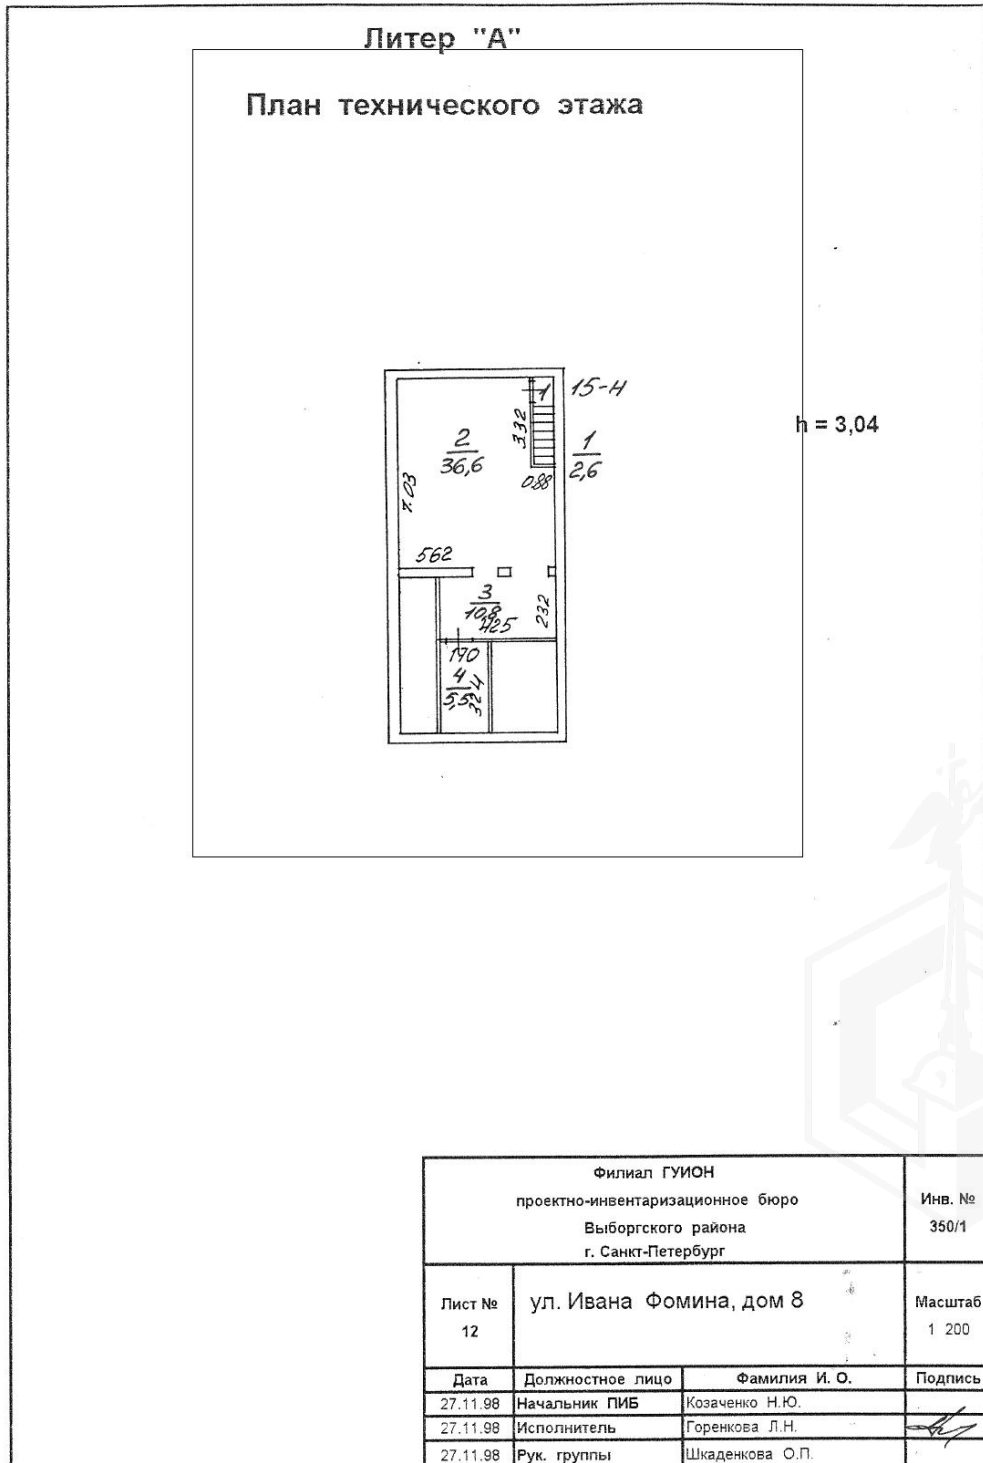 Литер "А"
План технического этажа
1
15-Н
332
2
36,6
1
2,6
h = 3,04
0.88
7.03
562
3
10,8
232
425
170
4
5,5
324
Филиал ГУИОН
проектно-инвентаризационное бюро
Выборгского района
г. Санкт-Петербург
Инв. №
350/1
Лист №
12
ул. Ивана Фомина, дом 8
Масштаб
1 200
Дата Должностное лицо Фамилия И. О. Подпись
27.11.98 Начальник ПИБ Козаченко Н.Ю.
27.11.98 Исполнитель Горенкова Л.Н.
27.11.98 Рук. группы Шкаденкова О.П.